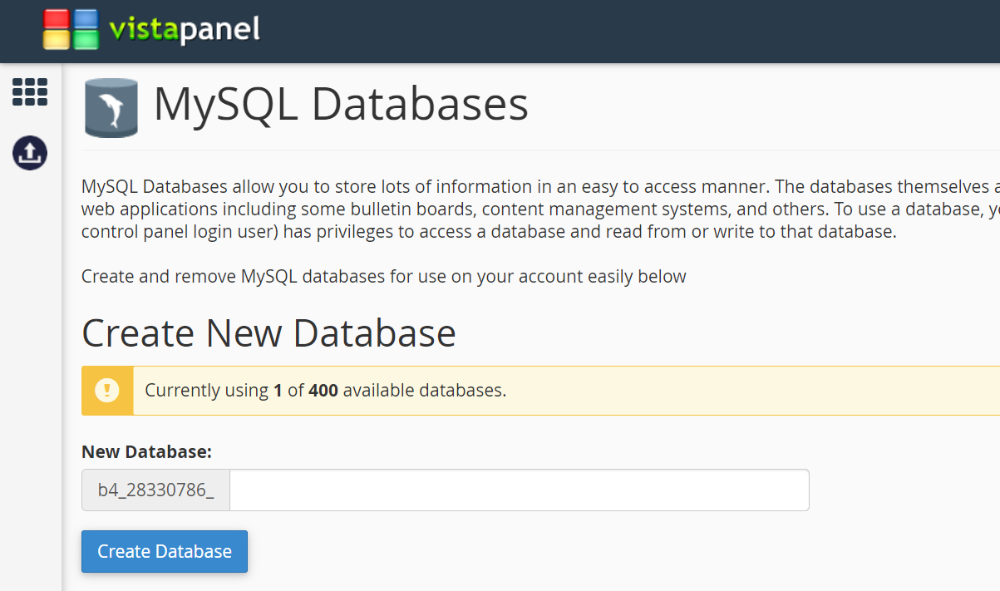 vistapanel
MySQL Databases
MySQL Databases allow you to store lots of information in an easy to access manner. The databases themselves
web applications including some bulletin boards, content management systems, and others. To use a database,
control panel login user) has privileges to access a database and read from or write to that database.
Create and remove MySQL databases for use on your account easily below
Create New Database
Currently using 1 of 400 available databases.
New Database:
b4_28330786_
Create Database